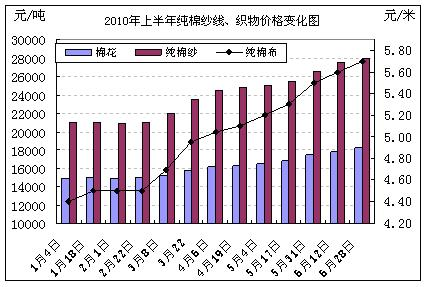 元/吨
2010年上半年纯棉纱线、织物价格变化图
元/米
棉花 纯棉纱 纯棉布
30000
28000
26000
24000
22000
20000
18000
16000
14000
12000
10000
5.80
5.60
5.40
5.20
5.00
4.80
4.60
4.40
4.20
1月4日
1月18日
2月1日
2月22日
3月8日
3月22
4月6日
4月19日
5月4日
5月17日
5月31日
6月12日
6月28日